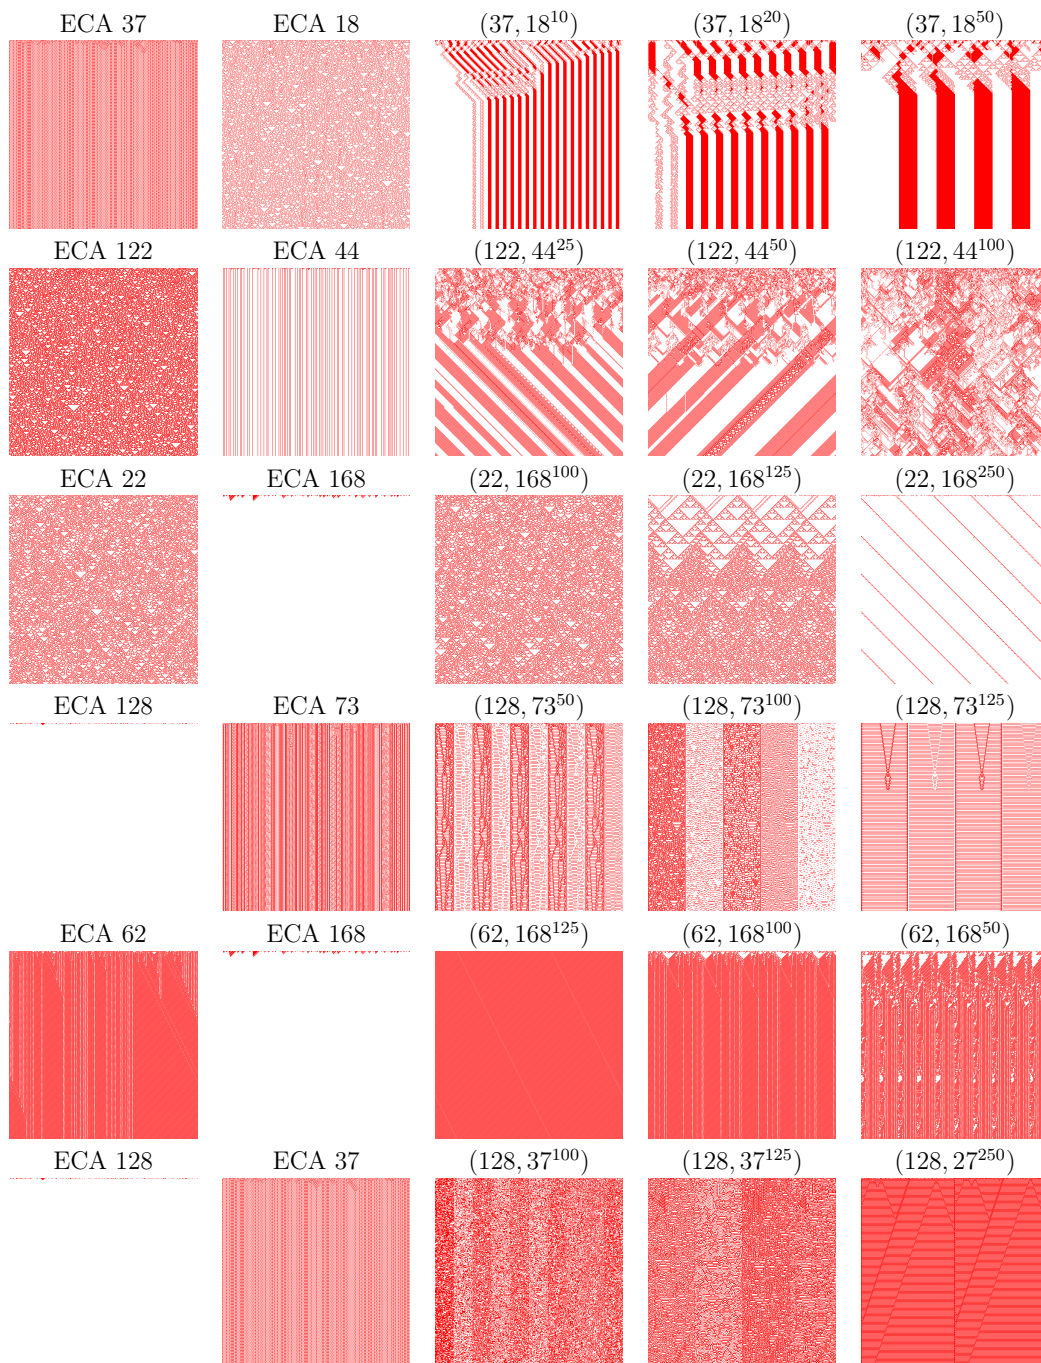 ECA 37 ECA 18 (37, 18^10) (37, 18^20) (37, 18^50)
ECA 122 ECA 44 (122, 44^25) (122, 44^50) (122, 44^100)
ECA 22 ECA 168 (22, 168^100) (22, 168^125) (22, 168^250)
ECA 128 ECA 73 (128, 73^50) (128, 73^100) (128, 73^125)
ECA 62 ECA 168 (62, 168^125) (62, 168^100) (62, 168^50)
ECA 128 ECA 37 (128, 37^100) (128, 37^125) (128, 27^250)